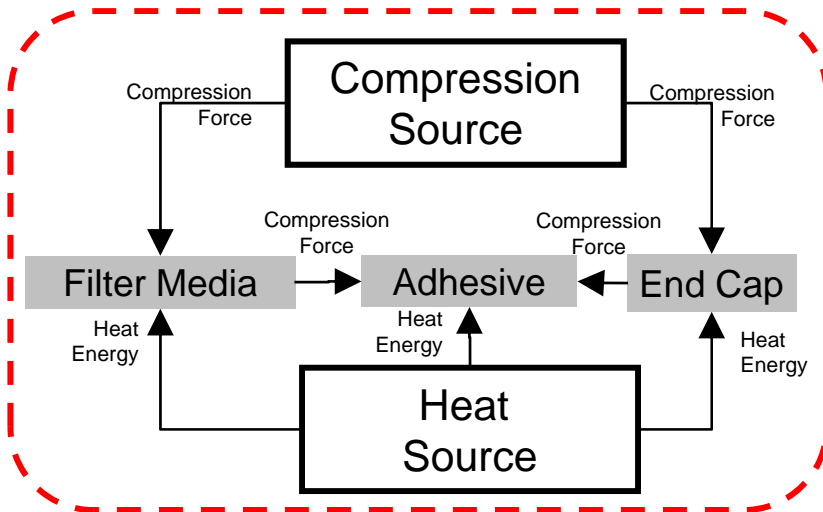 Compression
Source
Compression
Force
Compression
Force
Compression
Force
Compression
Force
Filter Media
Adhesive
End Cap
Heat
Energy
Heat
Energy
Heat
Energy
Heat
Source